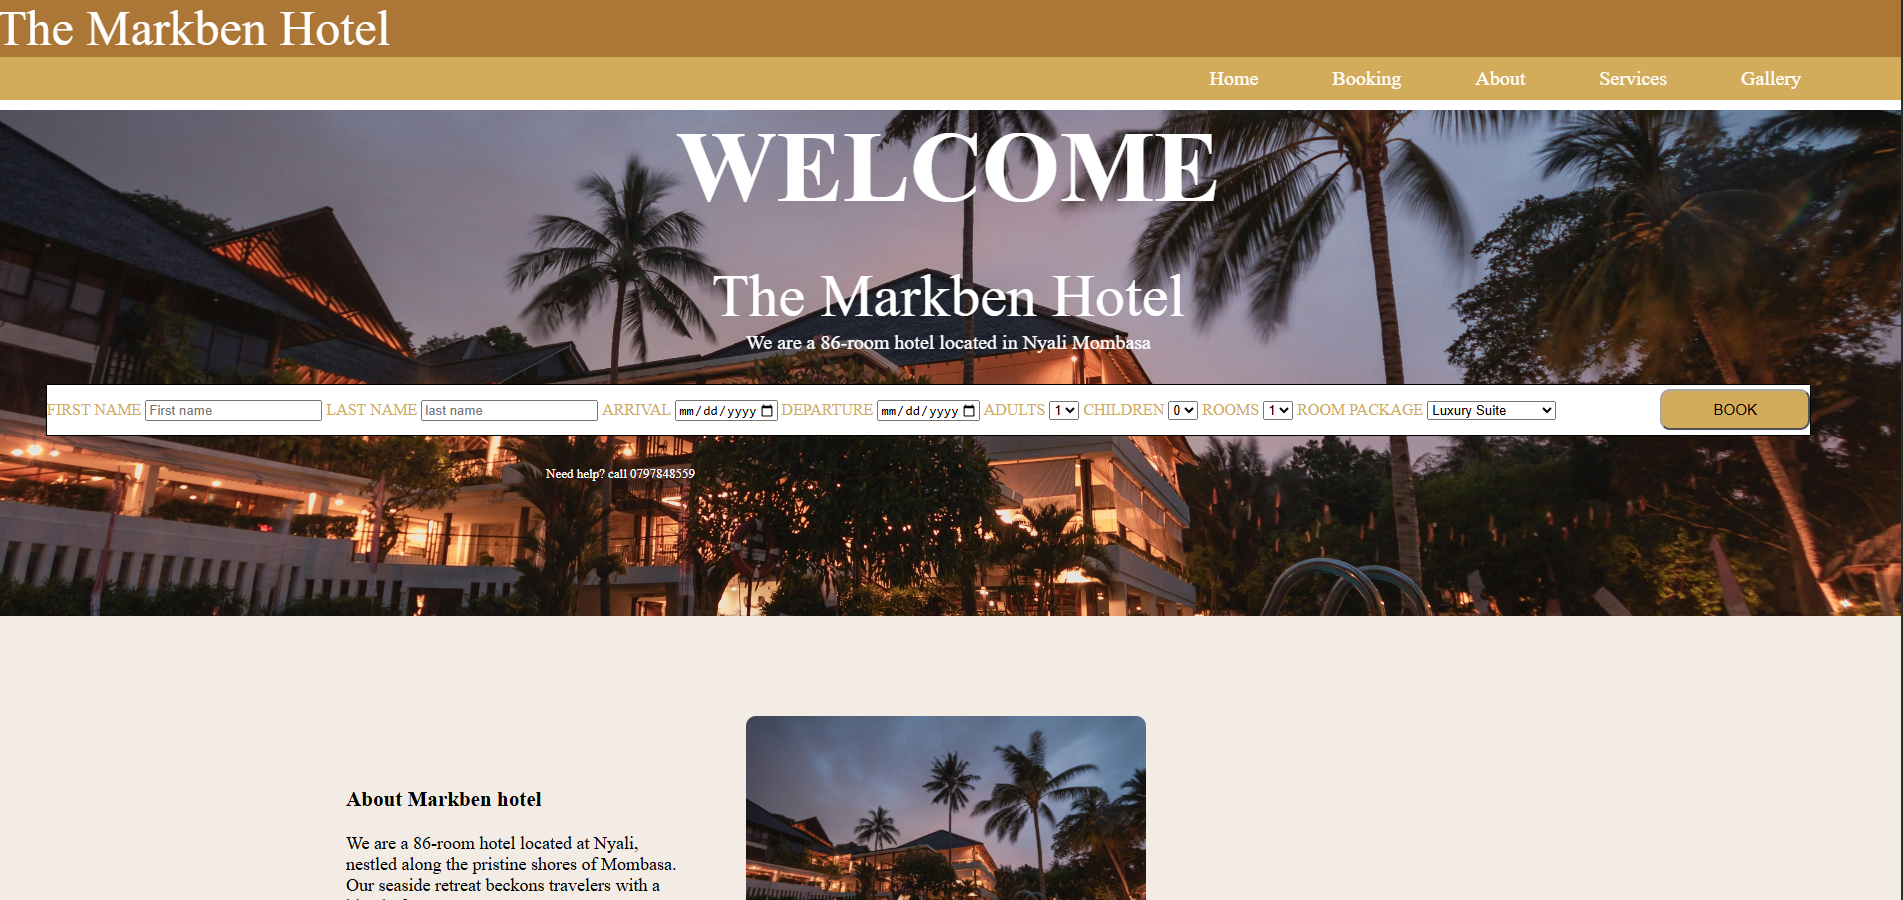 The Markben Hotel
Home Booking About Services Gallery
WELCOME
The Markben Hotel
We are a 86-room hotel located in Nyali Mombasa
FIRST NAME First name LAST NAME last name ARRIVAL mm/dd/yyyy DEPARTURE mm/dd/yyyy ADULTS 1 CHILDREN 0 ROOMS 1 ROOM PACKAGE Luxury Suite BOOK
Need help? call 0797848559
About Markben hotel
We are a 86-room hotel located at Nyali,
nestled along the pristine shores of Mombasa.
Our seaside retreat beckons travelers with a